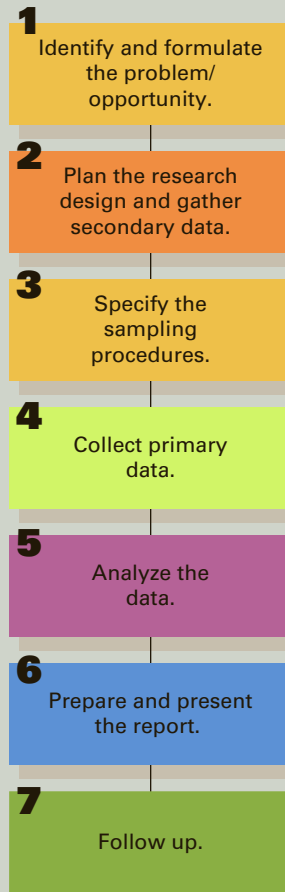 1
Identify and formulate
the problem/
opportunity.
2
Plan the research
design and gather
secondary data.
3
Specify the
sampling
procedures.
4
Collect primary
data.
5
Analyze the
data.
6
Prepare and present
the report.
7
Follow up.